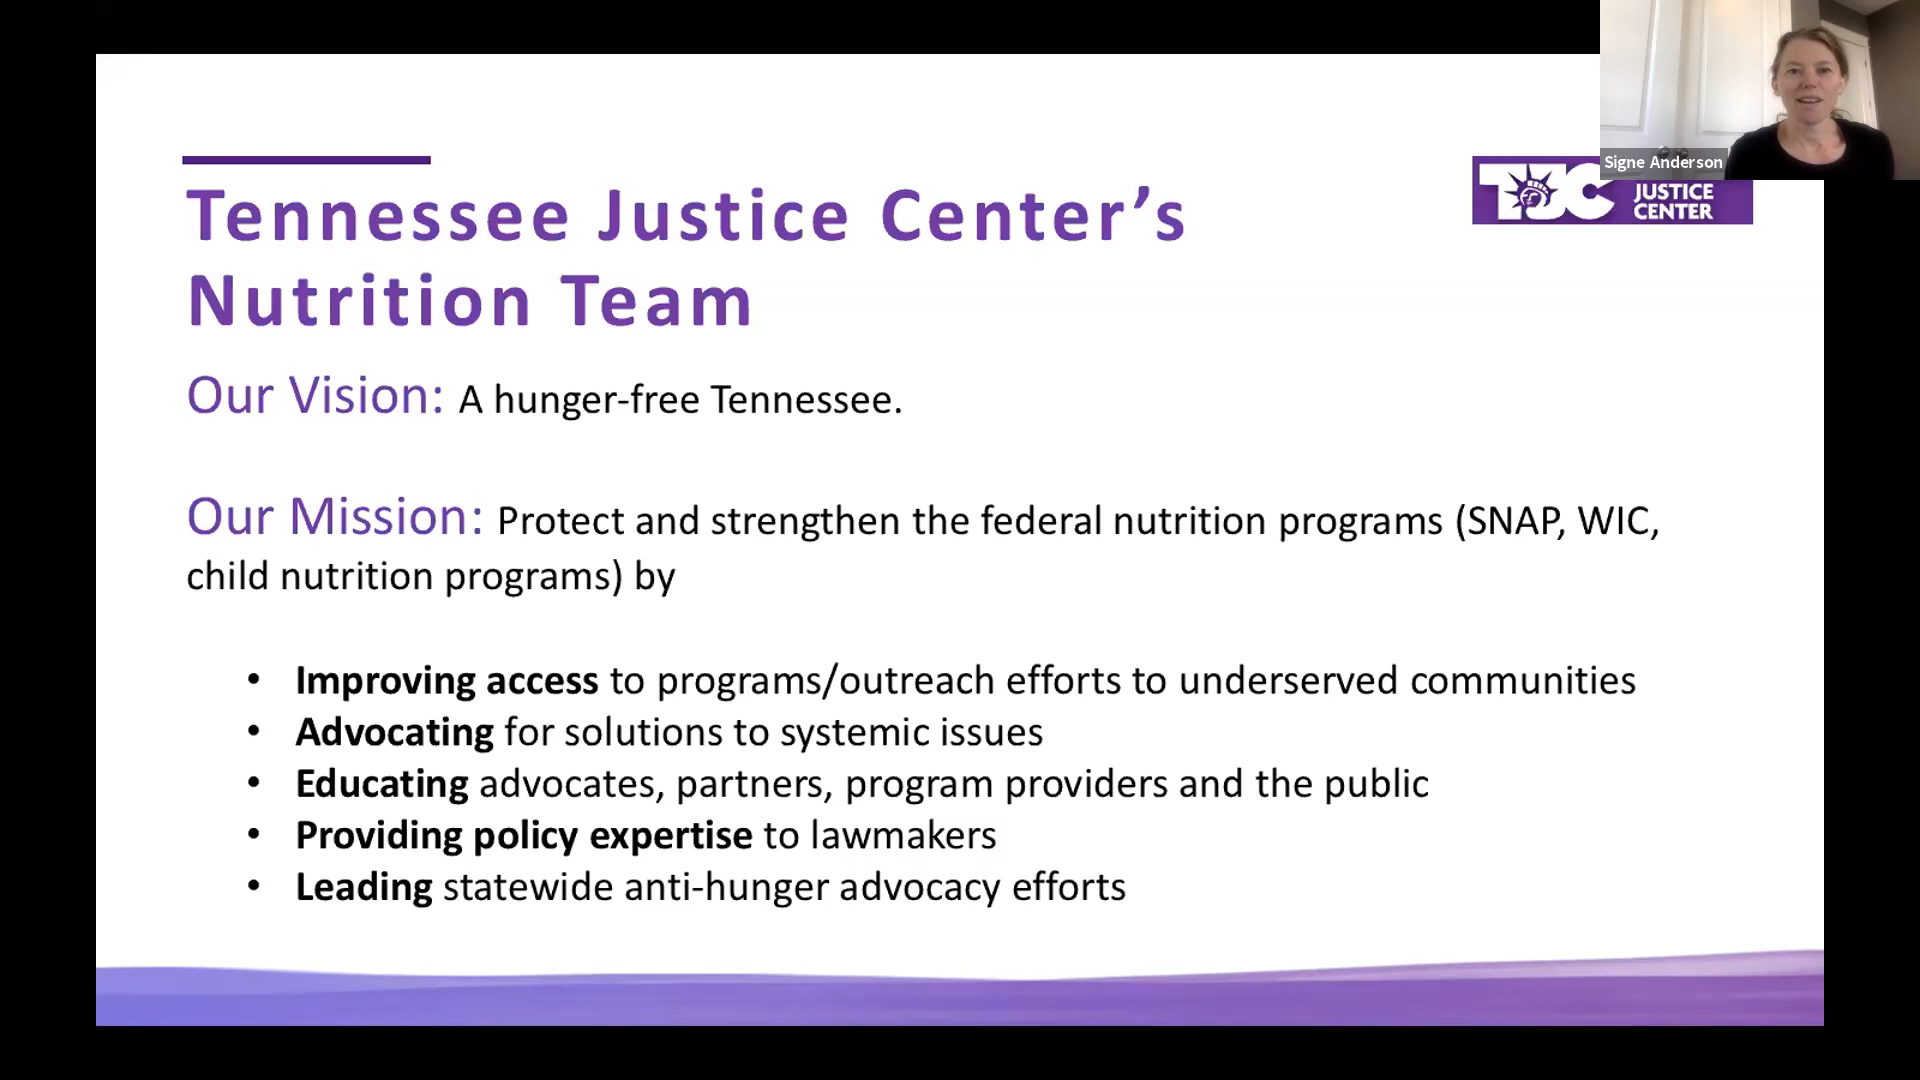 Signe Anderson
TJC
JUSTICE
CENTER
Tennessee Justice Center’s
Nutrition Team
Our Vision: A hunger-free Tennessee.
Our Mission: Protect and strengthen the federal nutrition programs (SNAP, WIC,
child nutrition programs) by
• Improving access to programs/outreach efforts to underserved communities
• Advocating for solutions to systemic issues
• Educating advocates, partners, program providers and the public
• Providing policy expertise to lawmakers
• Leading statewide anti-hunger advocacy efforts